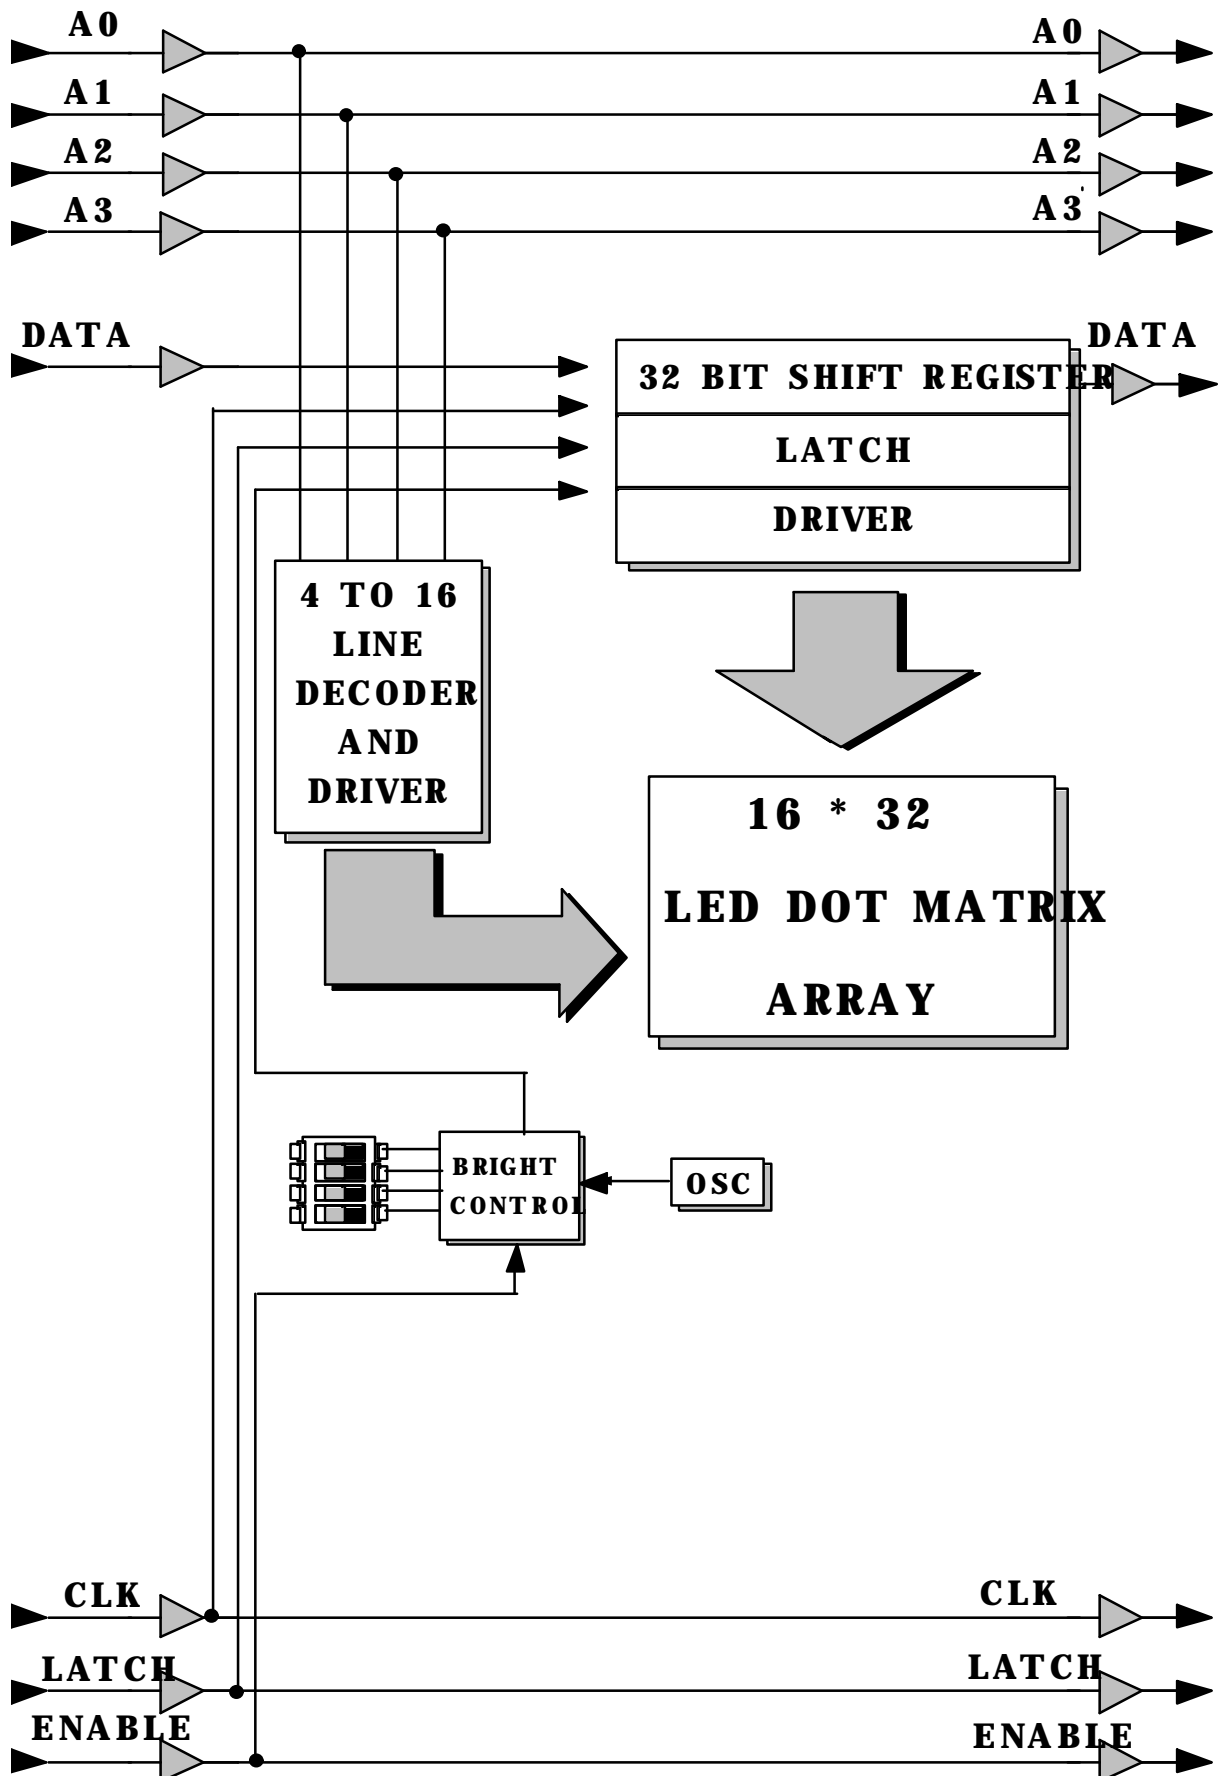 A0 A0
A1 A1
A2 A2
A3 A3
DATA DATA
32 BIT SHIFT REGISTER
LATCH
DRIVER
4 TO 16
LINE
DECODER
AND
DRIVER
16 * 32
LED DOT MATRIX
ARRAY
BRIGHT
CONTROL
OSC
CLK CLK
LATCH LATCH
ENABLE ENABLE